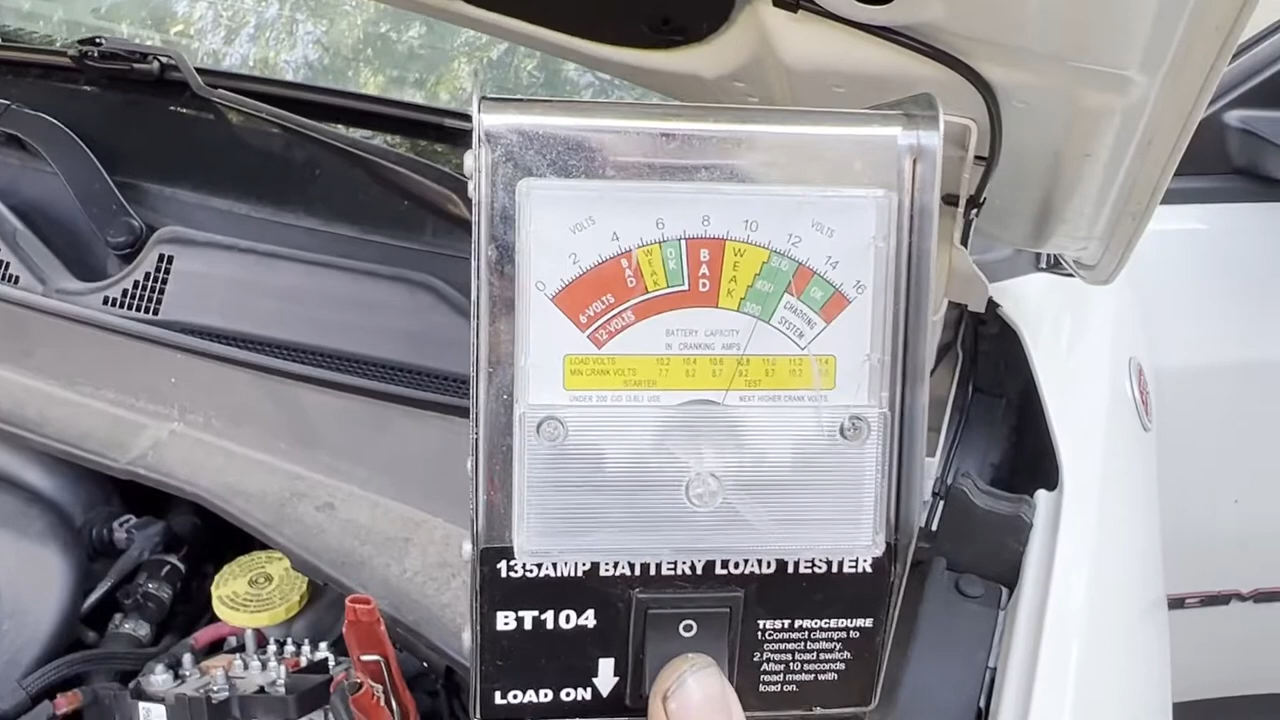 VOLTS
VOLTS
0 2 4 6 8 10 12 14 16
BAD WEAK OK
BAD WEAK
500
400
300
OK
6-VOLTS
12-VOLTS
CHARGING
SYSTEM
BATTERY CAPACITY
IN CRANKING AMPS
LOAD VOLTS 10.2 10.4 10.6 10.8 11.0 11.2 11.4
MIN CRANK VOLTS 7.7 8.2 8.7 9.2 9.7 10.2
STARTER TEST
UNDER 200 CID (3.6L) USE NEXT HIGHER CRANK VOLTS
135AMP BATTERY LOAD TESTER
BT104
LOAD ON
TEST PROCEDURE
1.Connect clamps to
connect battery.
2.Press load switch.
After 10 seconds
read meter with
load on.